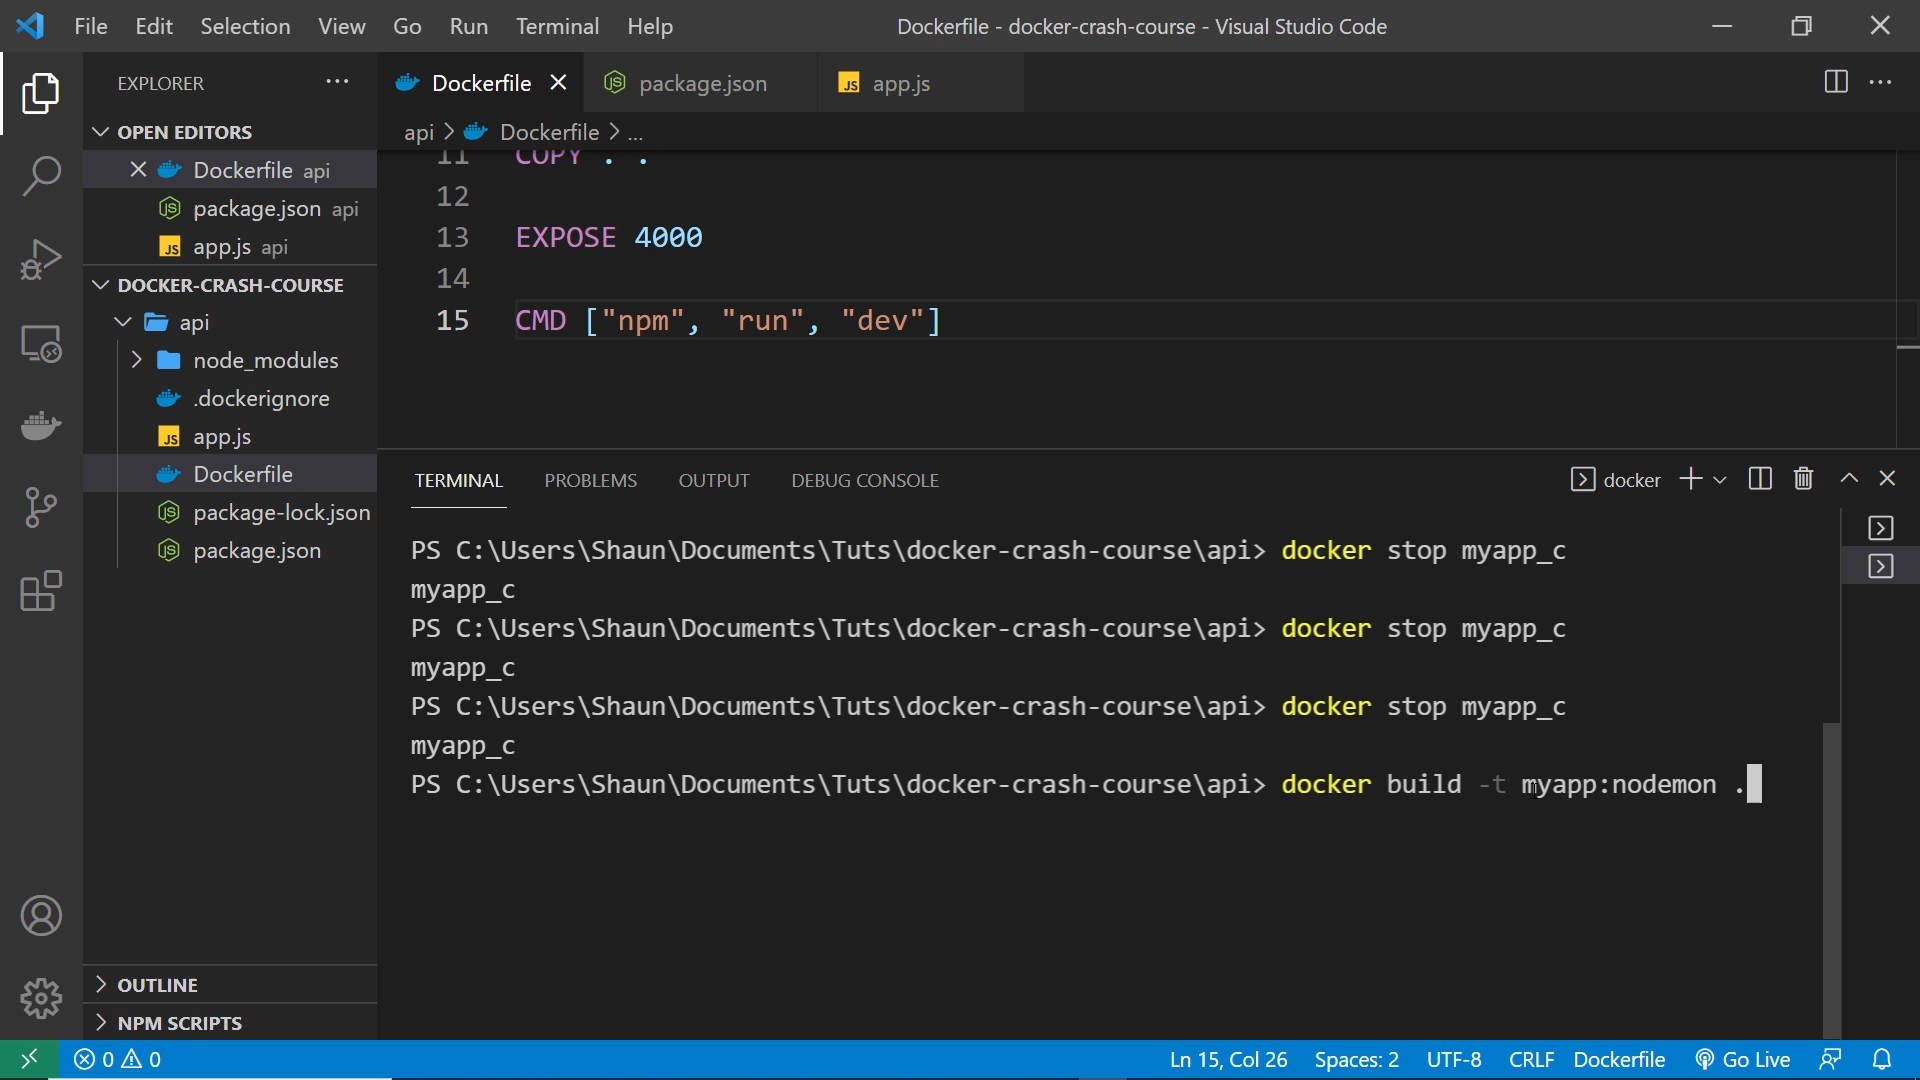 File Edit Selection View Go Run Terminal Help
Dockerfile - docker-crash-course - Visual Studio Code
EXPLORER
OPEN EDITORS
Dockerfile api
package.json api
app.js api
DOCKER-CRASH-COURSE
api
node_modules
.dockerignore
app.js
Dockerfile
package-lock.json
package.json
OUTLINE
NPM SCRIPTS
Dockerfile package.json app.js
api > Dockerfile > ...
11 COPY . .
12
13 EXPOSE 4000
14
15 CMD ["npm", "run", "dev"]
TERMINAL PROBLEMS OUTPUT DEBUG CONSOLE
docker
PS C:\Users\Shaun\Documents\Tuts\docker-crash-course\api> docker stop myapp_c
myapp_c
PS C:\Users\Shaun\Documents\Tuts\docker-crash-course\api> docker stop myapp_c
myapp_c
PS C:\Users\Shaun\Documents\Tuts\docker-crash-course\api> docker stop myapp_c
myapp_c
PS C:\Users\Shaun\Documents\Tuts\docker-crash-course\api> docker build -t myapp:nodemon .
0 0
Ln 15, Col 26 Spaces: 2 UTF-8 CRLF Dockerfile Go Live